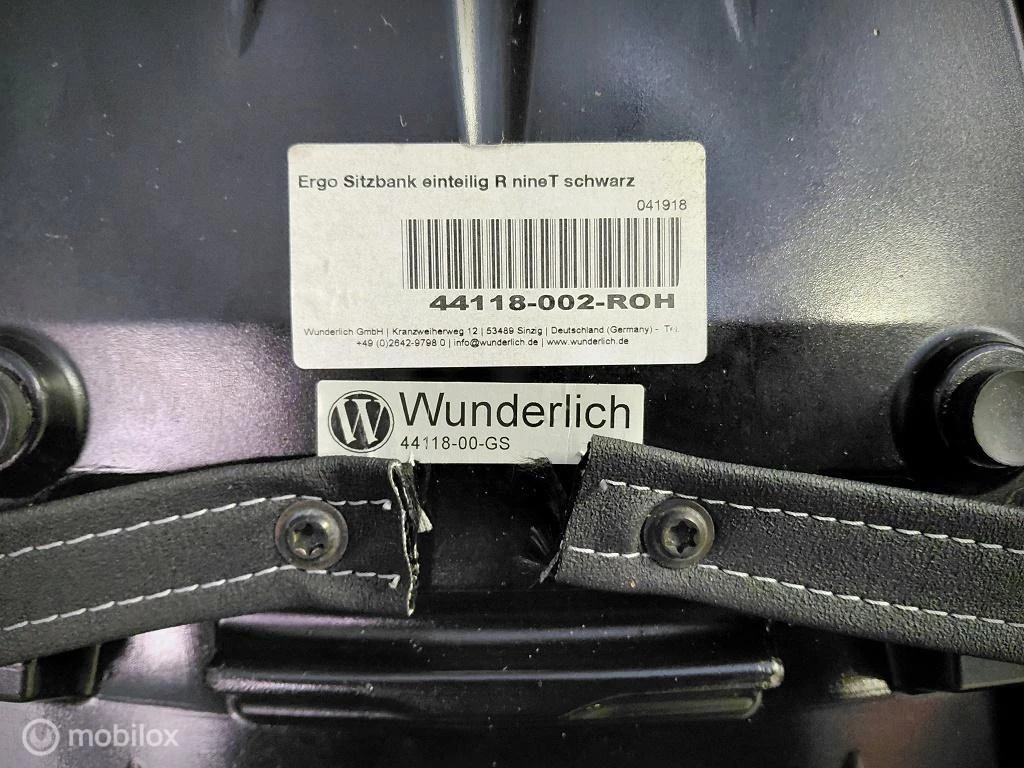 Ergo Sitzbank einteilig R nineT schwarz
041918
44118-002-ROH
Wunderlich GmbH | Kranzweiherweg 12 | 53489 Sinzig | Deutschland (Germany) - Tel.
+49 (0)2642-9798 0 | info@wunderlich.de | www.wunderlich.de
W Wunderlich
44118-00-GS
mobilox